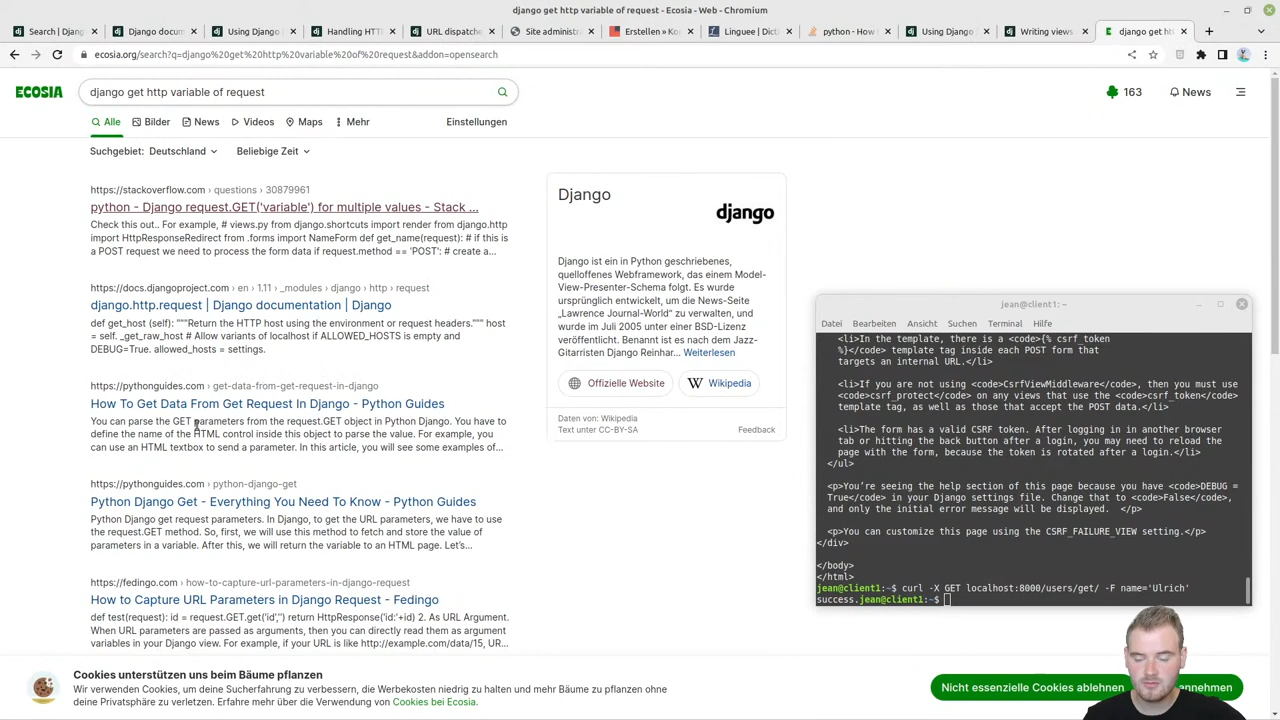 django get http variable of request - Ecosia - Web - Chromium
Search | Djang
Django docum
Using Django
Handling HTT
URL dispatche
Site administra
Erstellen » Kon
Linguee | Dict
python - How
Using Django
Writing views
django get htt
ecosia.org/search?q=django%20get%20http%20variable%20of%20request&addon=opensearch
ECOSIA
django get http variable of request
163
News
Alle
Bilder
News
Videos
Maps
Mehr
Einstellungen
Suchgebiet: Deutschland
Beliebige Zeit
https://stackoverflow.com › questions › 30879961
python - Django request.GET('variable') for multiple values - Stack ...
Check this out.. For example, # views.py from django.shortcuts import render from django.http
import HttpResponseRedirect from .forms import NameForm def get_name(request): # if this is
a POST request we need to process the form data if request.method == 'POST': # create a...
https://docs.djangoproject.com › en › 1.11 › _modules › django › http › request
django.http.request | Django documentation | Django
def get_host (self): """Return the HTTP host using the environment or request headers.""" host
= self. _get_raw_host # Allow variants of localhost if ALLOWED_HOSTS is empty and
DEBUG=True. allowed_hosts = settings.
https://pythonguides.com › get-data-from-get-request-in-django
How To Get Data From Get Request In Django - Python Guides
You can parse the GET parameters from the request.GET object in Python Django. You have to
define the name of the HTML control inside this object to parse the value. For example, you
can use an HTML textbox to send a parameter. In this article, you will see some examples of...
https://pythonguides.com › python-django-get
Python Django Get - Everything You Need To Know - Python Guides
Python Django get request parameters. In Django, to get the URL parameters, we have to use
the request.GET method. So, first, we will use this method to fetch and store the value of
parameters in a variable. After this, we will return the variable to an HTML page. Let's...
https://fedingo.com › how-to-capture-url-parameters-in-django-request
How to Capture URL Parameters in Django Request - Fedingo
def test(request): id = request.GET.get('id','') return HttpResponse('id:'+id) 2. As URL Argument.
When URL parameters are passed as arguments, then you can directly read them as argument
variables in your Django view. For example, if your URL is like http://example.com/data/15, URL
Django
django
Django ist ein in Python geschriebenes,
quelloffenes Webframework, das einem Model-
View-Presenter-Schema folgt. Es wurde
ursprünglich entwickelt, um die News-Seite
„Lawrence Journal-World" zu verwalten, und
wurde im Juli 2005 unter einer BSD-Lizenz
veröffentlicht. Benannt ist es nach dem Jazz-
Gitarristen Django Reinhar... Weiterlesen
Offizielle Website
Wikipedia
Daten von: Wikipedia
Text unter CC-BY-SA
Feedback
jean@client1: ~
Datei Bearbeiten Ansicht Suchen Terminal Hilfe
<li>In the template, there is a <code>{% csrf_token
%}</code> template tag inside each POST form that
targets an internal URL.</li>
<li>If you are not using <code>CsrfViewMiddleware</code>, then you must use
<code>csrf_protect</code> on any views that use the <code>csrf_token</code>
template tag, as well as those that accept the POST data.</li>
<li>The form has a valid CSRF token. After logging in in another browser
tab or hitting the back button after a login, you may need to reload the
page with the form, because the token is rotated after a login.</li>
</ul>
<p>You're seeing the help section of this page because you have <code>DEBUG =
True</code> in your Django settings file. Change that to <code>False</code>,
and only the initial error message will be displayed. </p>
<p>You can customize this page using the CSRF_FAILURE_VIEW setting.</p>
</div>
</body>
</html>
jean@client1:~$ curl -X GET localhost:8000/users/get/ -F name='Ulrich'
success.jean@client1:~$
Cookies unterstützen uns beim Bäume pflanzen
Wir verwenden Cookies, um deine Sucherfahrung zu verbessern, die Werbekosten niedrig zu halten und mehr Bäume zu pflanzen ohne
deine Privatsphäre zu verletzen. Erfahre mehr über die Verwendung von Cookies bei Ecosia.
Nicht essenzielle Cookies ablehnen
annehmen